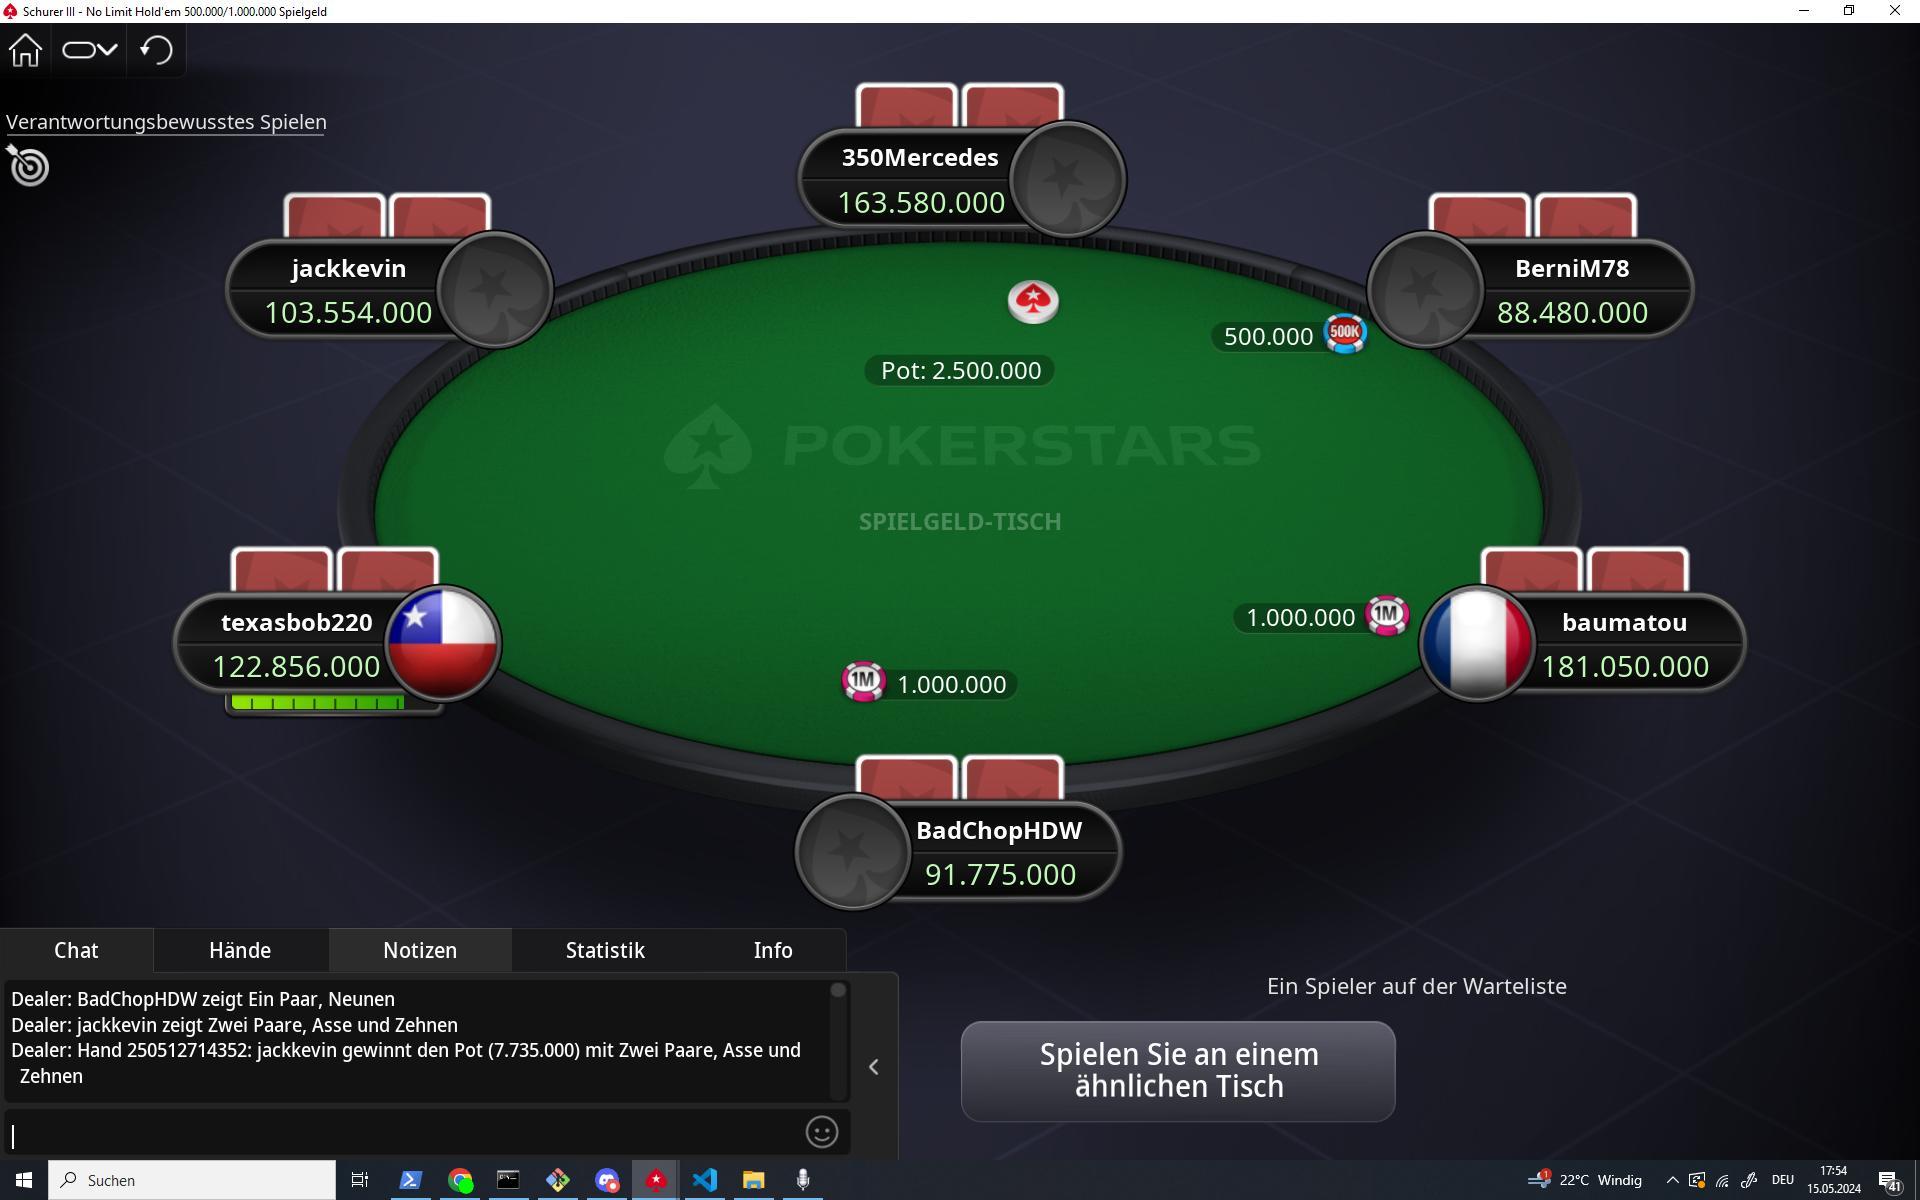 Schurer III - No Limit Hold'em 500.000/1.000.000 Spielgeld
Verantwortungsbewusstes Spielen
350Mercedes
163.580.000
jackkevin
103.554.000
BerniM78
88.480.000
500.000
500K
Pot: 2.500.000
POKERSTARS
SPIELGELD-TISCH
texasbob220
122.856.000
1.000.000
1M
baumatou
181.050.000
1M
1.000.000
BadChopHDW
91.775.000
Chat
Hände
Notizen
Statistik
Info
Dealer: BadChopHDW zeigt Ein Paar, Neunen
Dealer: jackkevin zeigt Zwei Paare, Asse und Zehnen
Dealer: Hand 250512714352: jackkevin gewinnt den Pot (7.735.000) mit Zwei Paare, Asse und
Zehnen
Ein Spieler auf der Warteliste
Spielen Sie an einem
ähnlichen Tisch
Suchen
1
22°C Windig
DEU
17:54
15.05.2024
41